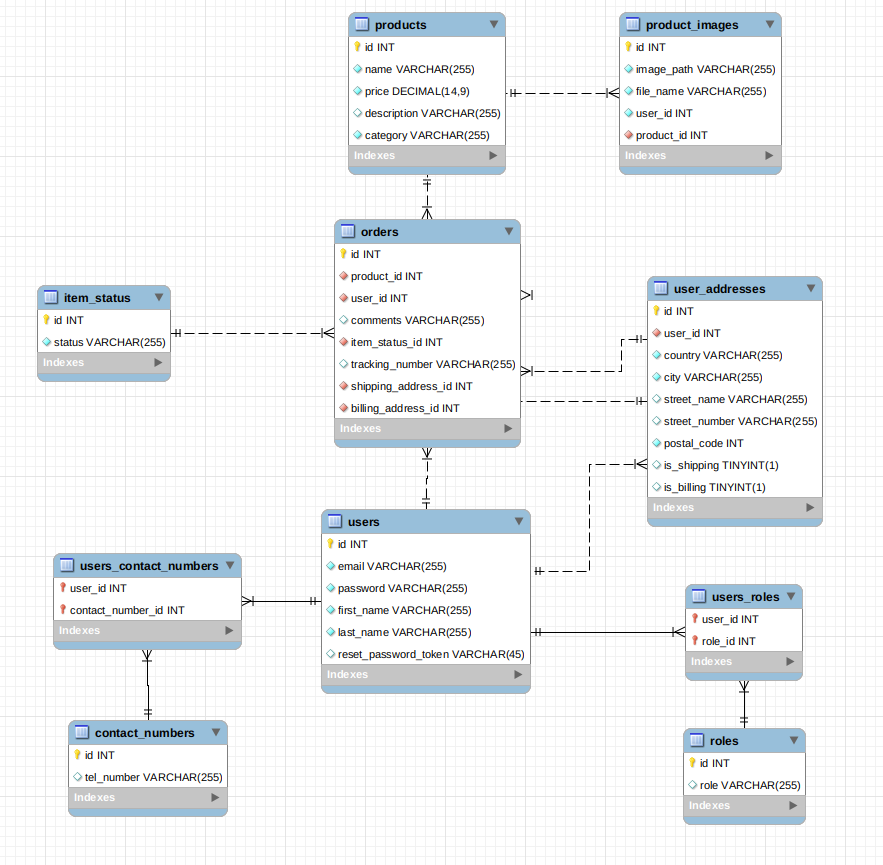 products
id INT
name VARCHAR(255)
price DECIMAL(14,9)
description VARCHAR(255)
category VARCHAR(255)
Indexes
product_images
id INT
image_path VARCHAR(255)
file_name VARCHAR(255)
user_id INT
product_id INT
Indexes
orders
id INT
product_id INT
user_id INT
comments VARCHAR(255)
item_status_id INT
tracking_number VARCHAR(255)
shipping_address_id INT
billing_address_id INT
Indexes
item_status
id INT
status VARCHAR(255)
Indexes
user_addresses
id INT
user_id INT
country VARCHAR(255)
city VARCHAR(255)
street_name VARCHAR(255)
street_number VARCHAR(255)
postal_code INT
is_shipping TINYINT(1)
is_billing TINYINT(1)
Indexes
users
id INT
email VARCHAR(255)
password VARCHAR(255)
first_name VARCHAR(255)
last_name VARCHAR(255)
reset_password_token VARCHAR(45)
Indexes
users_contact_numbers
user_id INT
contact_number_id INT
Indexes
users_roles
user_id INT
role_id INT
Indexes
contact_numbers
id INT
tel_number VARCHAR(255)
Indexes
roles
id INT
role VARCHAR(255)
Indexes